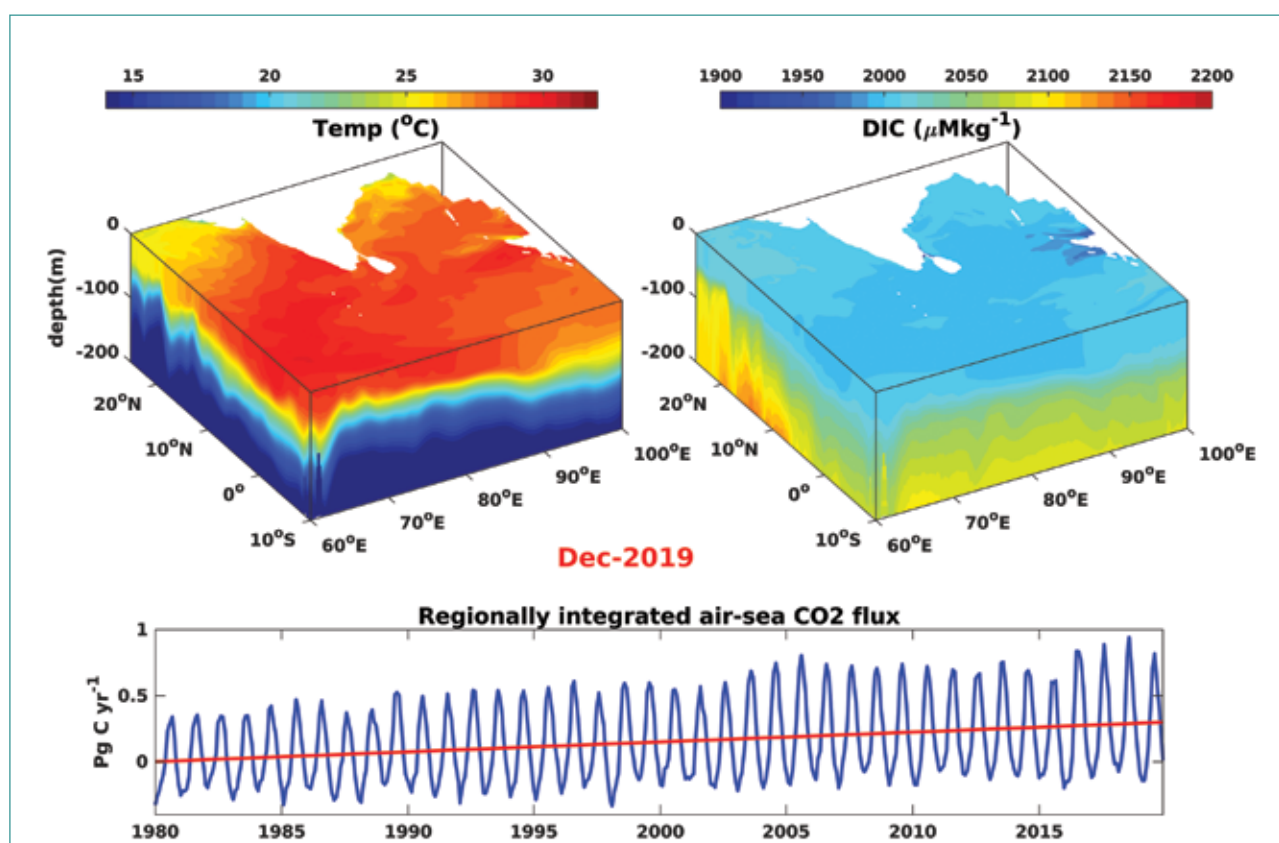 15 20 25 30
Temp (°C)
1900 1950 2000 2050 2100 2150 2200
DIC (μMkg⁻¹)
depth(m)
0
-100
-200
20°N
10°N
0°
10°S
60°E
70°E
80°E
90°E
100°E
0
-100
-200
20°N
10°N
0°
10°S
60°E
70°E
80°E
90°E
100°E
Dec-2019
Regionally integrated air-sea CO2 flux
Pg C yr⁻¹
1
0.5
0
1980 1985 1990 1995 2000 2005 2010 2015